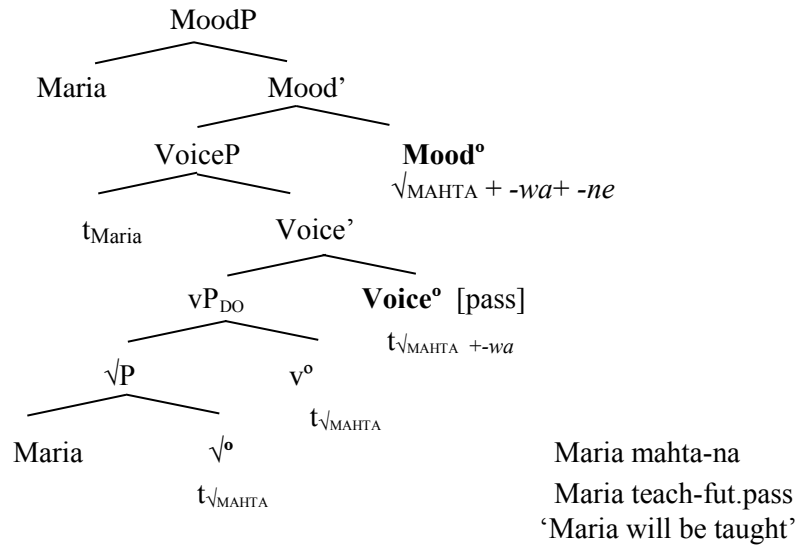 MoodP
Maria Mood’
VoiceP Moodº
√MAHTA + -wa+ -ne
tMaria Voice’
vPDO Voiceº [pass]
t√MAHTA +-wa
√P vº
t√MAHTA
Maria √º
t√MAHTA
Maria mahta-na
Maria teach-fut.pass
‘Maria will be taught’